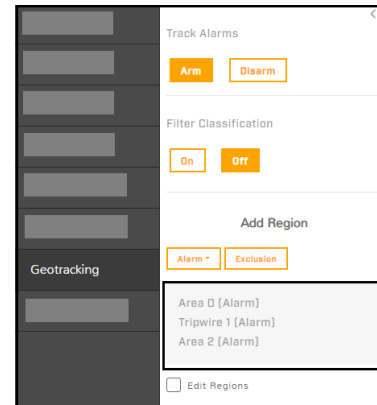 Track Alarms
Arm Disarm
Filter Classification
On Off
Add Region
Alarm Exclusion
Geotracking
Area 0 (Alarm)
Tripwire 1 (Alarm)
Area 2 (Alarm)
Edit Regions